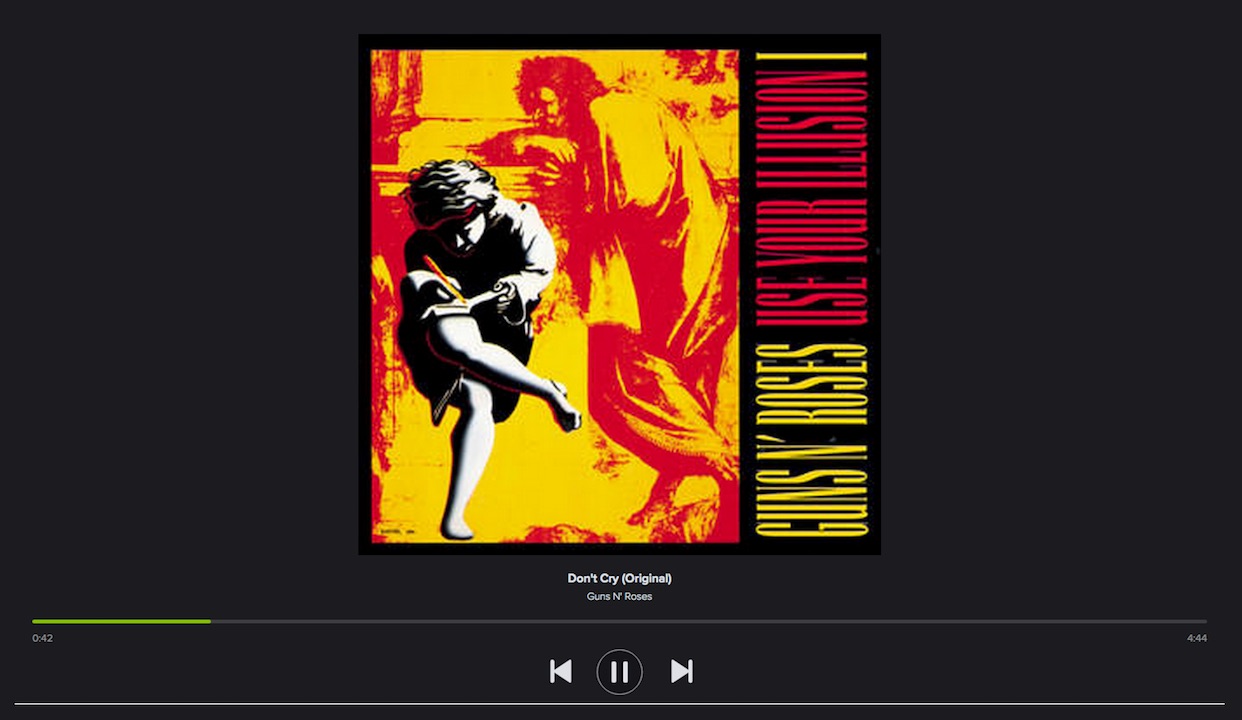 GUNS N' ROSES USE YOUR ILLUSION I
Don't Cry (Original)
Guns N' Roses
0:42
4:44